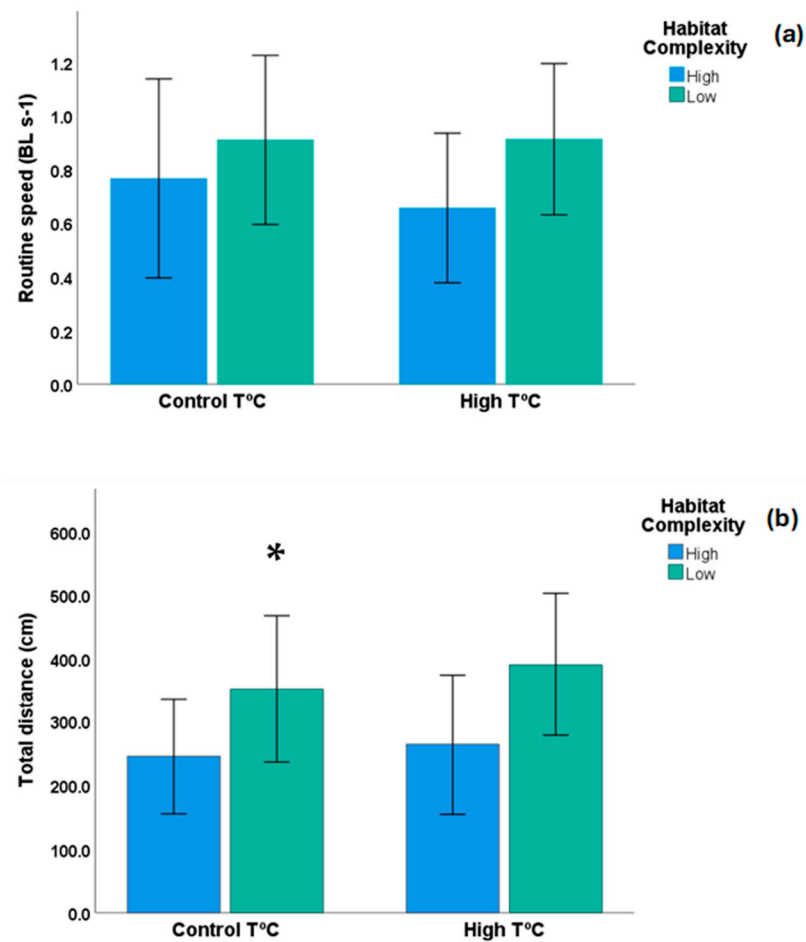 Habitat
Complexity
(a)
High
Low
Routine speed (BL s-1)
1.2
1.0
0.8
0.6
0.4
0.2
0.0
Control TºC
High TºC
Habitat
Complexity
(b)
High
Low
*
Total distance (cm)
600.0
500.0
400.0
300.0
200.0
100.0
0.0
Control TºC
High TºC